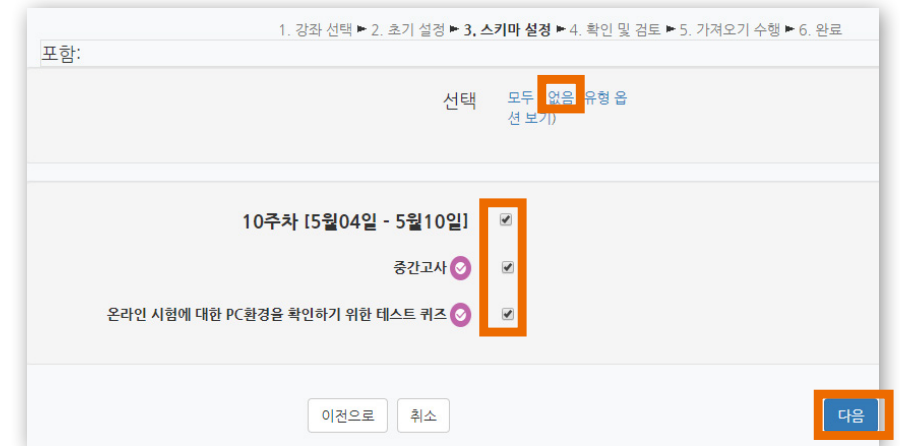 1. 강좌 선택 ► 2. 초기 설정 ► 3. 스키마 설정 ► 4. 확인 및 검토 ► 5. 가져오기 수행 ► 6. 완료
포함:
선택 모두 없음 유형 옵
션 보기)
10주차 [5월04일 - 5월10일]
중간고사
온라인 시험에 대한 PC환경을 확인하기 위한 테스트 퀴즈
이전으로 취소 다음